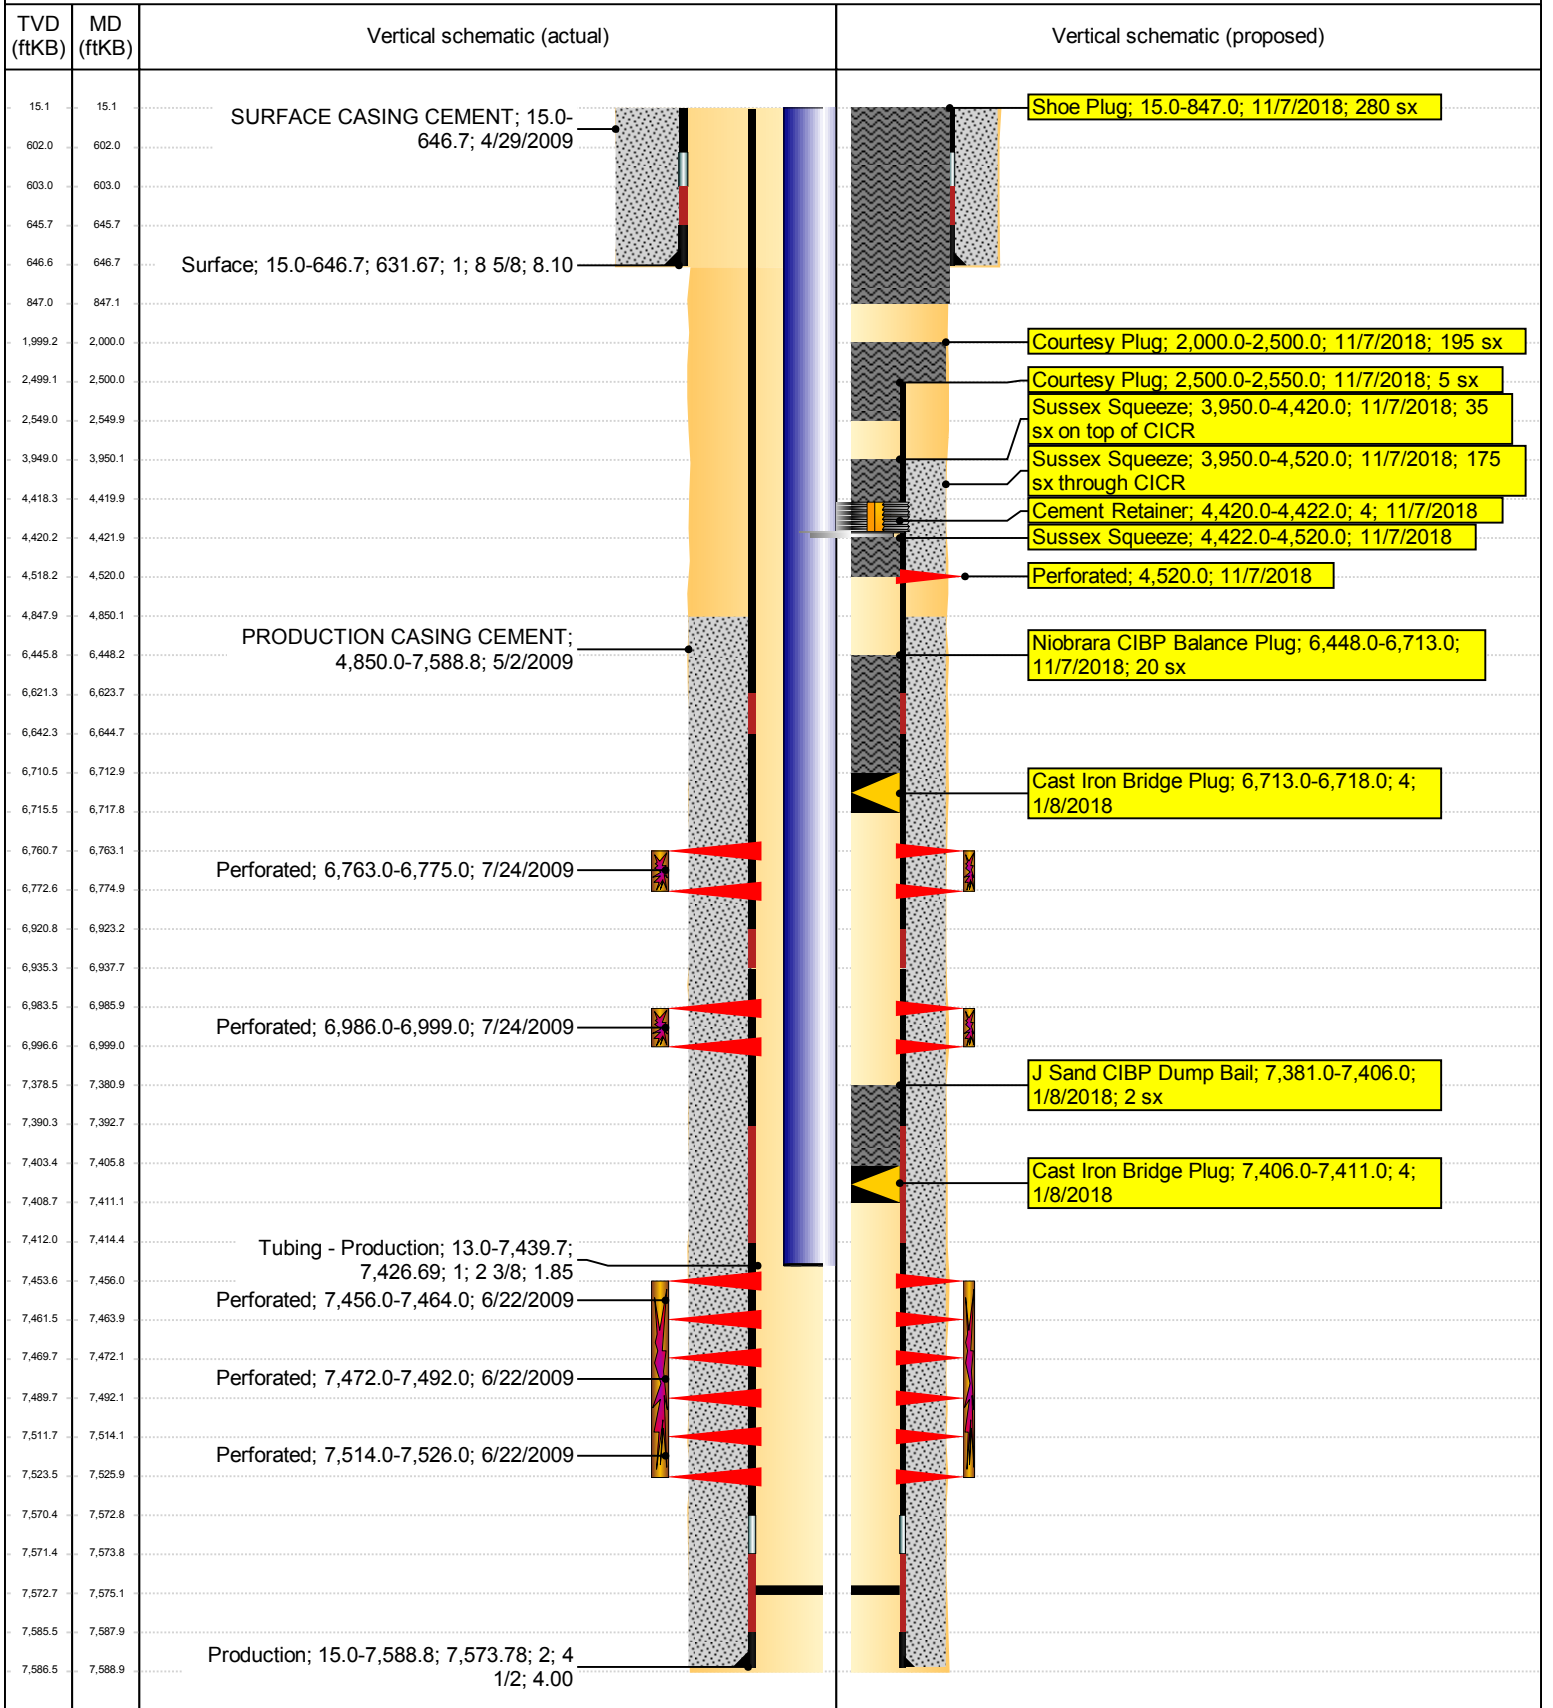 TVD (ftKB)
MD (ftKB)
Vertical schematic (actual)
Vertical schematic (proposed)
15.1 15.1
602.0 602.0
603.0 603.0
645.7 645.7
646.6 646.7
847.0 847.1
1,999.2 2,000.0
2,499.1 2,500.0
2,549.0 2,549.9
3,949.0 3,950.1
4,418.3 4,419.9
4,420.2 4,421.9
4,518.2 4,520.0
4,847.9 4,850.1
6,445.8 6,448.2
6,621.3 6,623.7
6,642.3 6,644.7
6,710.5 6,712.9
6,715.5 6,717.8
6,760.7 6,763.1
6,772.6 6,774.9
6,920.8 6,923.2
6,935.3 6,937.7
6,983.5 6,985.9
6,996.6 6,999.0
7,378.5 7,380.9
7,390.3 7,392.7
7,403.4 7,405.8
7,408.7 7,411.1
7,412.0 7,414.4
7,453.6 7,456.0
7,461.5 7,463.9
7,469.7 7,472.1
7,489.7 7,492.1
7,511.7 7,514.1
7,523.5 7,525.9
7,570.4 7,572.8
7,571.4 7,573.8
7,572.7 7,575.1
7,585.5 7,587.9
7,586.5 7,588.9
SURFACE CASING CEMENT; 15.0-
646.7; 4/29/2009
Surface; 15.0-646.7; 631.67; 1; 8 5/8; 8.10
PRODUCTION CASING CEMENT;
4,850.0-7,588.8; 5/2/2009
Perforated; 6,763.0-6,775.0; 7/24/2009
Perforated; 6,986.0-6,999.0; 7/24/2009
Tubing - Production; 13.0-7,439.7;
7,426.69; 1; 2 3/8; 1.85
Perforated; 7,456.0-7,464.0; 6/22/2009
Perforated; 7,472.0-7,492.0; 6/22/2009
Perforated; 7,514.0-7,526.0; 6/22/2009
Production; 15.0-7,588.8; 7,573.78; 2; 4
1/2; 4.00
Shoe Plug; 15.0-847.0; 11/7/2018; 280 sx
Courtesy Plug; 2,000.0-2,500.0; 11/7/2018; 195 sx
Courtesy Plug; 2,500.0-2,550.0; 11/7/2018; 5 sx
Sussex Squeeze; 3,950.0-4,420.0; 11/7/2018; 35
sx on top of CICR
Sussex Squeeze; 3,950.0-4,520.0; 11/7/2018; 175
sx through CICR
Cement Retainer; 4,420.0-4,422.0; 4; 11/7/2018
Sussex Squeeze; 4,422.0-4,520.0; 11/7/2018
Perforated; 4,520.0; 11/7/2018
Niobrara CIBP Balance Plug; 6,448.0-6,713.0;
11/7/2018; 20 sx
Cast Iron Bridge Plug; 6,713.0-6,718.0; 4;
1/8/2018
J Sand CIBP Dump Bail; 7,381.0-7,406.0;
1/8/2018; 2 sx
Cast Iron Bridge Plug; 7,406.0-7,411.0; 4;
1/8/2018